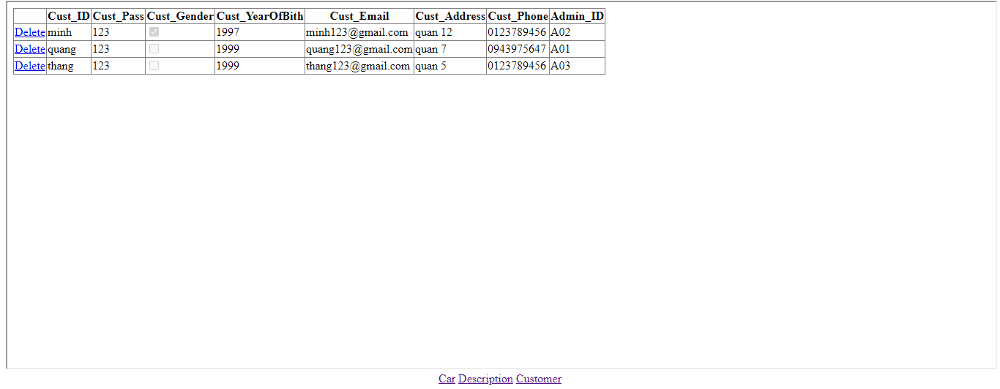 Cust_ID Cust_Pass Cust_Gender Cust_YearOfBith Cust_Email Cust_Address Cust_Phone Admin_ID
Delete minh 123 1997 minh123@gmail.com quan 12 0123789456 A02
Delete quang 123 1999 quang123@gmail.com quan 7 0943975647 A01
Delete thang 123 1999 thang123@gmail.com quan 5 0123789456 A03
Car Description Customer